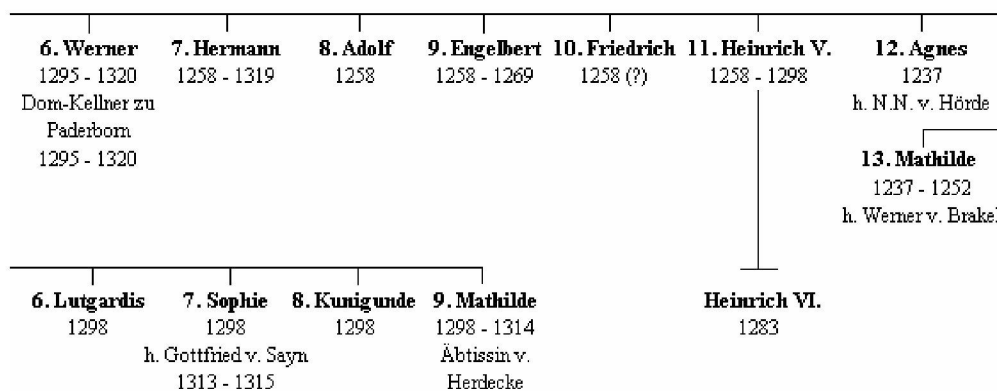 6. Werner
1295 - 1320
Dom-Kellner zu
Paderborn
1295 - 1320
7. Hermann
1258 - 1319
8. Adolf
1258
9. Engelbert
1258 - 1269
10. Friedrich
1258 (?)
11. Heinrich V.
1258 - 1298
12. Agnes
1237
h. N.N. v. Hörde
13. Mathilde
1237 - 1252
h. Werner v. Brakel
6. Lutgardis
1298
7. Sophie
1298
h. Gottfried v. Sayn
1313 - 1315
8. Kunigunde
1298
9. Mathilde
1298 - 1314
Äbtissin v.
Herdecke
Heinrich VI.
1283